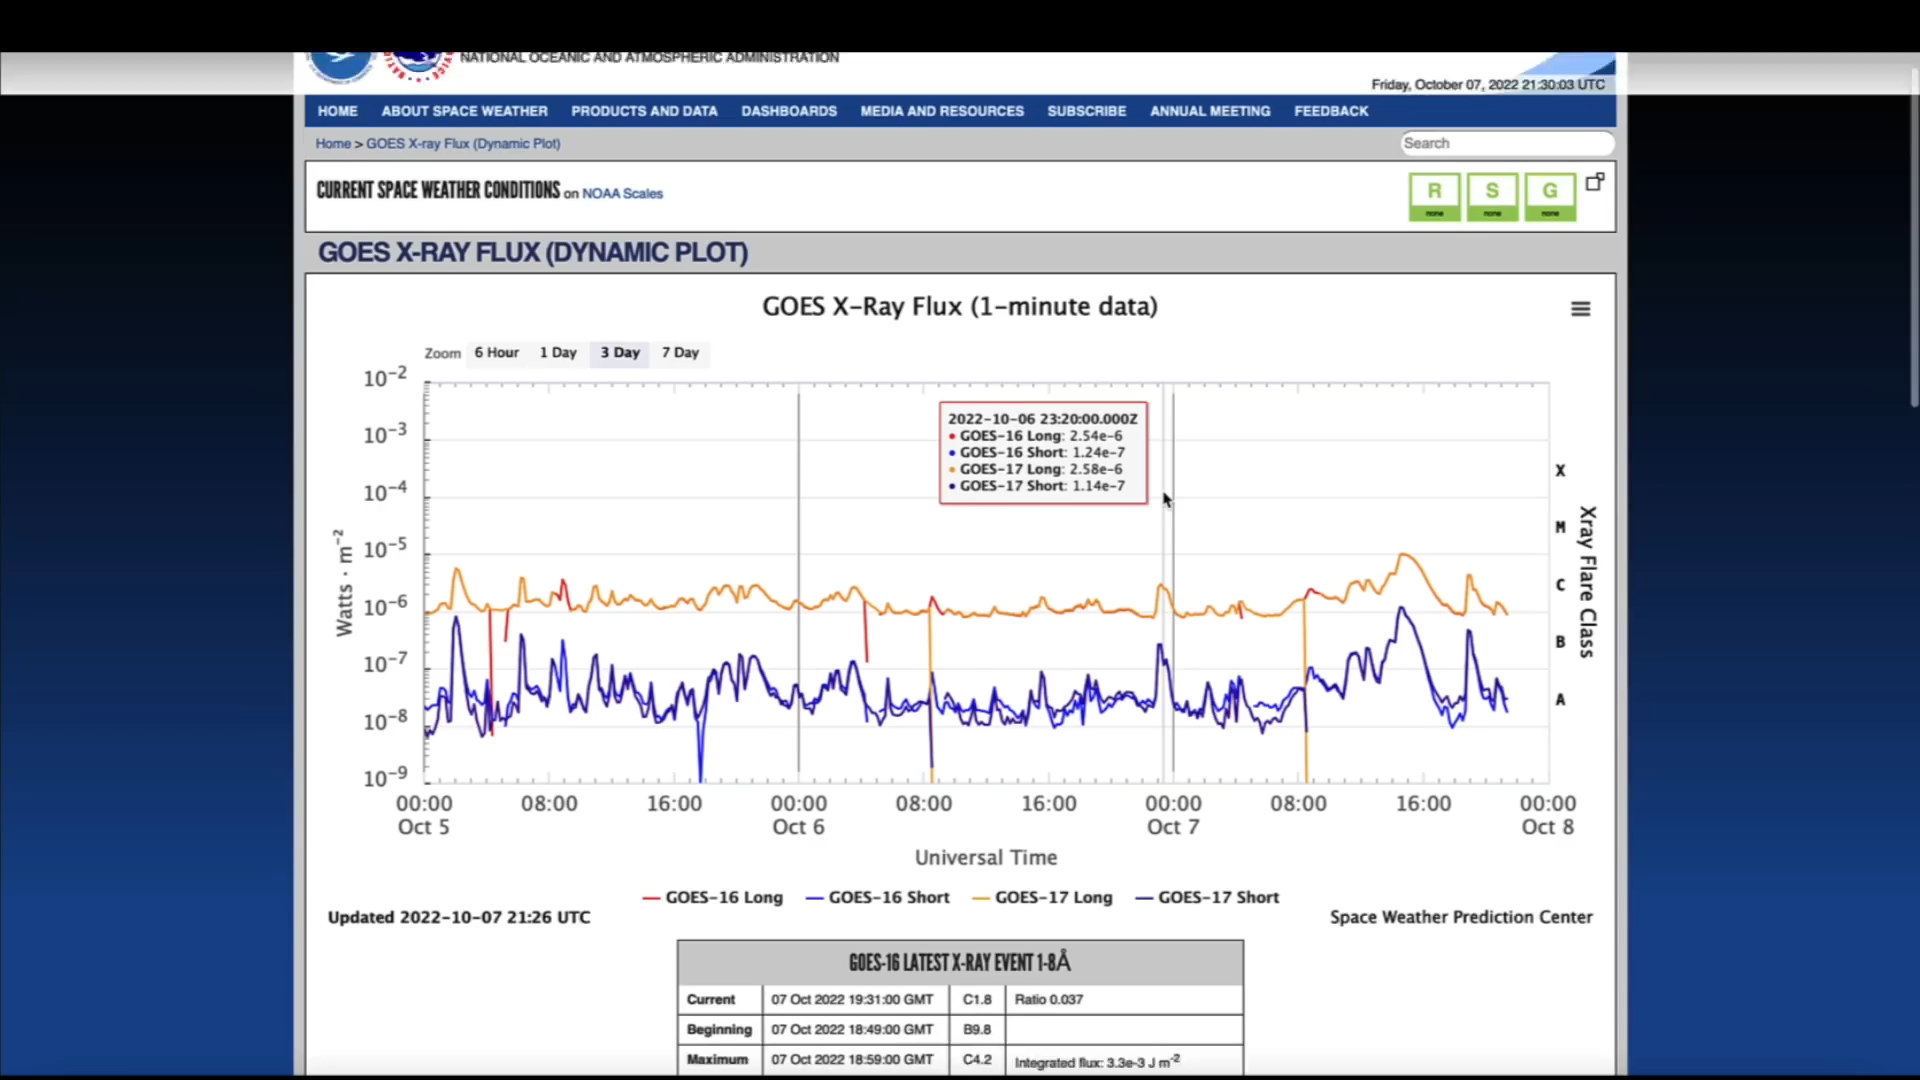 NATIONAL OCEANIC AND ATMOSPHERIC ADMINISTRATION
Friday, October 07, 2022 21:30:03 UTC
HOME ABOUT SPACE WEATHER PRODUCTS AND DATA DASHBOARDS MEDIA AND RESOURCES SUBSCRIBE ANNUAL MEETING FEEDBACK
Home > GOES X-ray Flux (Dynamic Plot)
Search
CURRENT SPACE WEATHER CONDITIONS on NOAA Scales
R S G
none none none
GOES X-RAY FLUX (DYNAMIC PLOT)
GOES X-Ray Flux (1-minute data)
Zoom 6 Hour 1 Day 3 Day 7 Day
10⁻²
10⁻³
10⁻⁴
10⁻⁵
10⁻⁶
10⁻⁷
10⁻⁸
10⁻⁹
Watts · m⁻²
2022-10-06 23:20:00.000Z
• GOES-16 Long: 2.54e-6
• GOES-16 Short: 1.24e-7
• GOES-17 Long: 2.58e-6
• GOES-17 Short: 1.14e-7
X
M
C
B
A
Xray Flare Class
00:00 08:00 16:00 00:00 08:00 16:00 00:00 08:00 16:00 00:00
Oct 5 Oct 6 Oct 7 Oct 8
Universal Time
GOES-16 Long GOES-16 Short GOES-17 Long GOES-17 Short
Updated 2022-10-07 21:26 UTC
Space Weather Prediction Center
GOES-16 LATEST X-RAY EVENT 1-8Å
Current 07 Oct 2022 19:31:00 GMT C1.8 Ratio 0.037
Beginning 07 Oct 2022 18:49:00 GMT B9.8
Maximum 07 Oct 2022 18:59:00 GMT C4.2 Integrated flux: 3.3e-3 J m⁻²